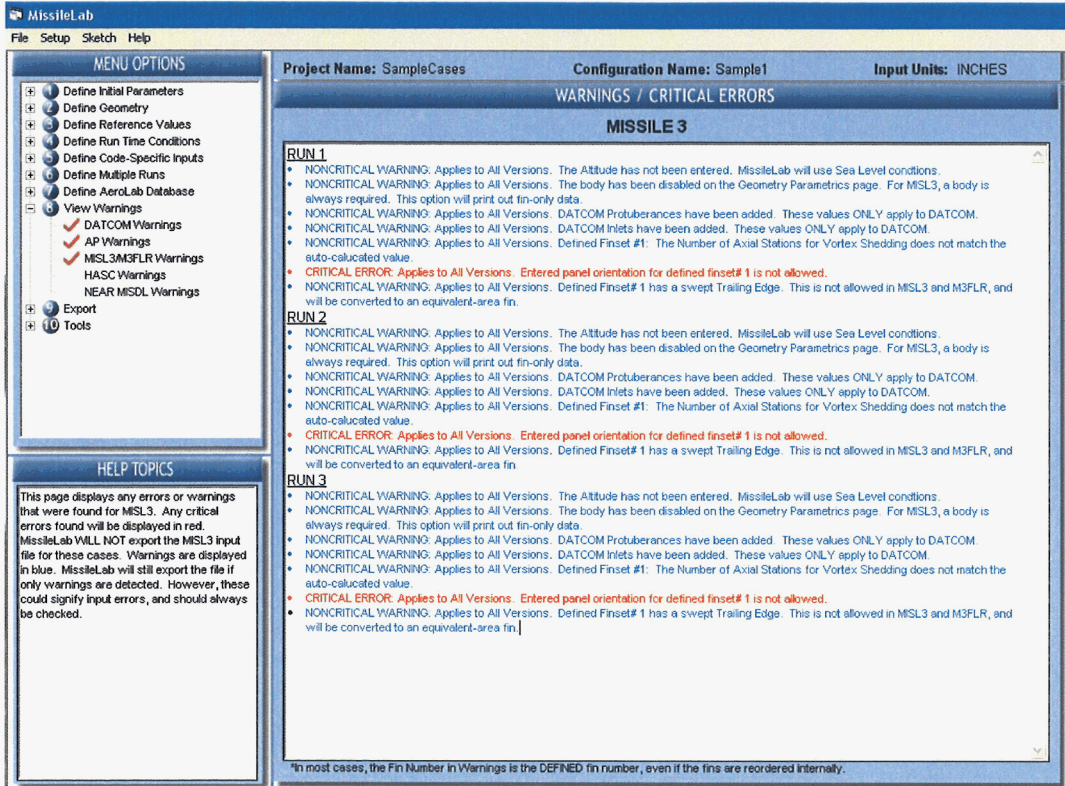 MissileLab
File Setup Sketch Help
MENU OPTIONS
1 Define Initial Parameters
2 Define Geometry
3 Define Reference Values
4 Define Run Time Conditions
5 Define Code-Specific Inputs
6 Define Multiple Runs
7 Define AeroLab Database
8 View Warnings
DATCOM Warnings
AP Warnings
MISL3/M3FLR Warnings
HASC Warnings
NEAR MISDL Warnings
9 Export
10 Tools
HELP TOPICS
This page displays any errors or warnings
that were found for MISL3. Any critical
errors found will be displayed in red.
MissileLab WILL NOT export the MISL3 input
file for these cases. Warnings are displayed
in blue. MissileLab will still export the file if
only warnings are detected. However, these
could signify input errors, and should always
be checked.
Project Name: SampleCases Configuration Name: Sample1 Input Units: INCHES
WARNINGS / CRITICAL ERRORS
MISSILE 3
RUN 1
• NONCRITICAL WARNING: Applies to All Versions. The Altitude has not been entered. MissileLab will use Sea Level condtions.
• NONCRITICAL WARNING: Applies to All Versions. The body has been disabled on the Geometry Parametrics page. For MISL3, a body is
always required. This option will print out fin-only data.
• NONCRITICAL WARNING: Applies to All Versions. DATCOM Protuberances have been added. These values ONLY apply to DATCOM.
• NONCRITICAL WARNING: Applies to All Versions. DATCOM Inlets have been added. These values ONLY apply to DATCOM.
• NONCRITICAL WARNING: Applies to All Versions. Defined Finset #1: The Number of Axial Stations for Vortex Shedding does not match the
auto-calucated value.
• CRITICAL ERROR: Applies to All Versions. Entered panel orientation for defined finset# 1 is not allowed.
• NONCRITICAL WARNING: Applies to All Versions. Defined Finset# 1 has a swept Trailing Edge. This is not allowed in MISL3 and M3FLR, and
will be converted to an equivalent-area fin.
RUN 2
• NONCRITICAL WARNING: Applies to All Versions. The Altitude has not been entered. MissileLab will use Sea Level condtions.
• NONCRITICAL WARNING: Applies to All Versions. The body has been disabled on the Geometry Parametrics page. For MISL3, a body is
always required. This option will print out fin-only data.
• NONCRITICAL WARNING: Applies to All Versions. DATCOM Protuberances have been added. These values ONLY apply to DATCOM.
• NONCRITICAL WARNING: Applies to All Versions. DATCOM Inlets have been added. These values ONLY apply to DATCOM.
• NONCRITICAL WARNING: Applies to All Versions. Defined Finset #1: The Number of Axial Stations for Vortex Shedding does not match the
auto-calucated value.
• CRITICAL ERROR: Applies to All Versions. Entered panel orientation for defined finset# 1 is not allowed.
• NONCRITICAL WARNING: Applies to All Versions. Defined Finset# 1 has a swept Trailing Edge. This is not allowed in MISL3 and M3FLR, and
will be converted to an equivalent-area fin.
RUN 3
• NONCRITICAL WARNING: Applies to All Versions. The Altitude has not been entered. MissileLab will use Sea Level condtions.
• NONCRITICAL WARNING: Applies to All Versions. The body has been disabled on the Geometry Parametrics page. For MISL3, a body is
always required. This option will print out fin-only data.
• NONCRITICAL WARNING: Applies to All Versions. DATCOM Protuberances have been added. These values ONLY apply to DATCOM.
• NONCRITICAL WARNING: Applies to All Versions. DATCOM Inlets have been added. These values ONLY apply to DATCOM.
• NONCRITICAL WARNING: Applies to All Versions. Defined Finset #1: The Number of Axial Stations for Vortex Shedding does not match the
auto-calucated value.
• CRITICAL ERROR: Applies to All Versions. Entered panel orientation for defined finset# 1 is not allowed.
• NONCRITICAL WARNING: Applies to All Versions. Defined Finset# 1 has a swept Trailing Edge. This is not allowed in MISL3 and M3FLR, and
will be converted to an equivalent-area fin.
*In most cases, the Fin Number in Warnings is the DEFINED fin number, even if the fins are reordered internally.